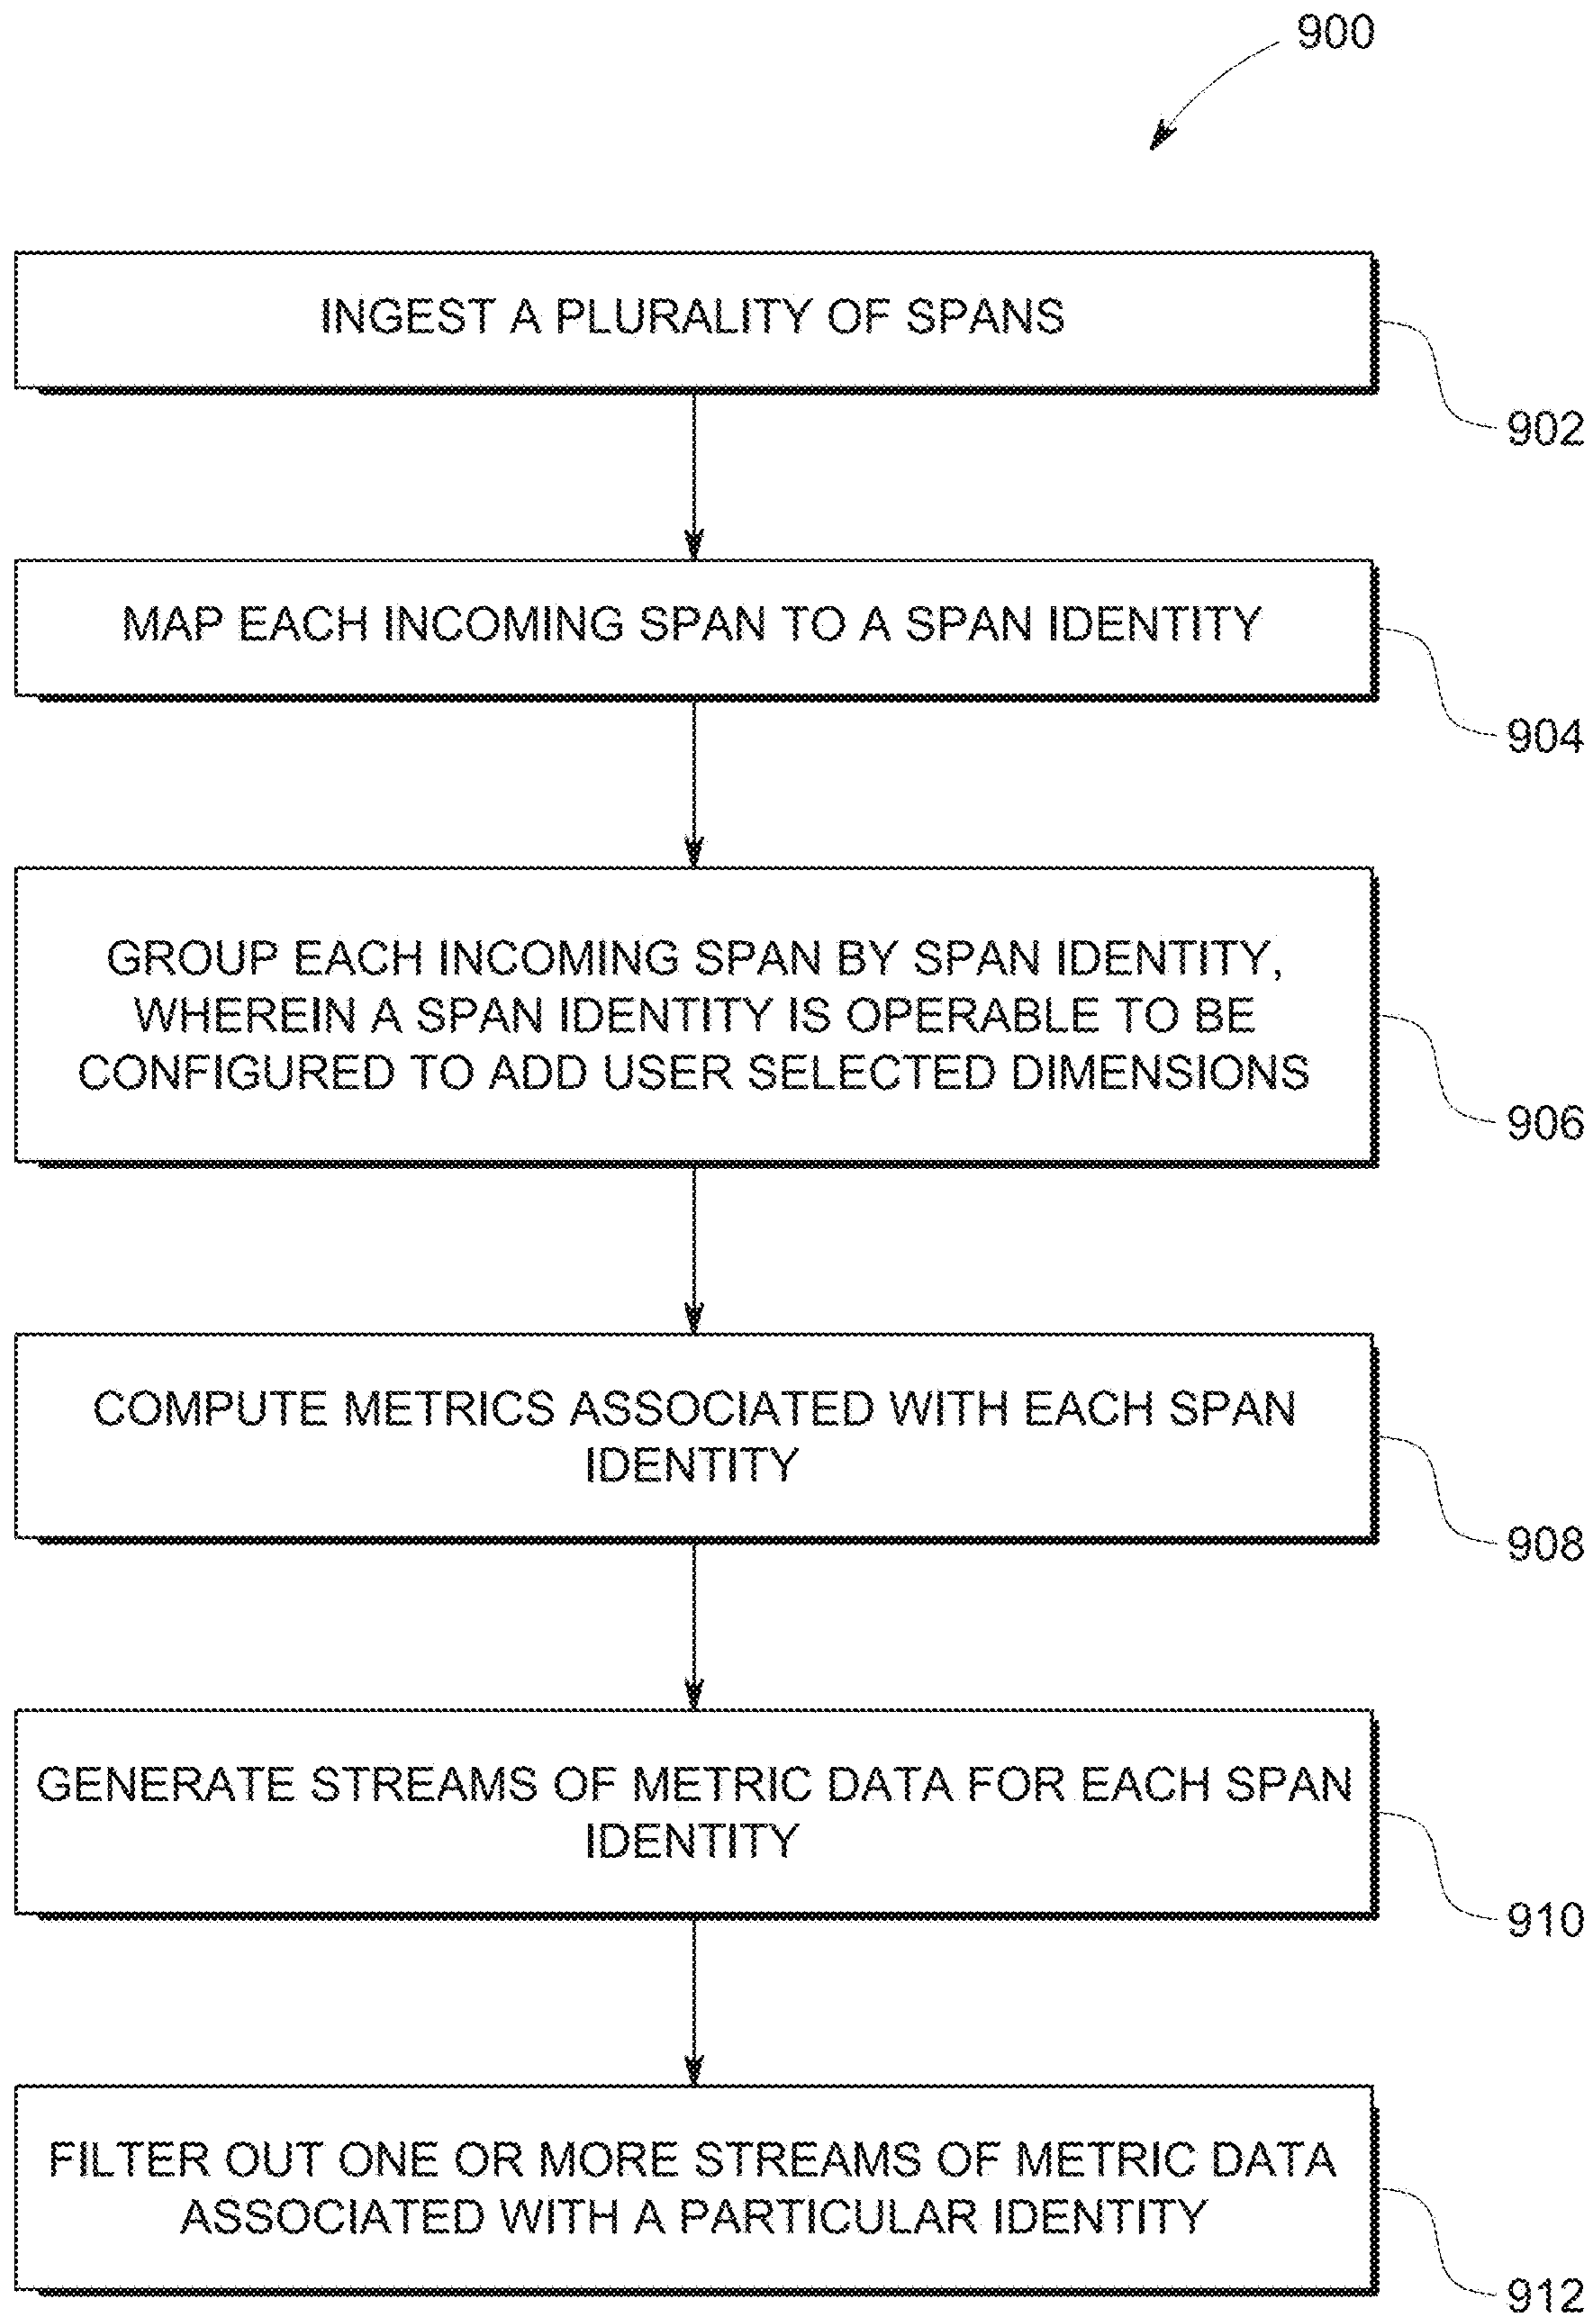 900
INGEST A PLURALITY OF SPANS
902
MAP EACH INCOMING SPAN TO A SPAN IDENTITY
904
GROUP EACH INCOMING SPAN BY SPAN IDENTITY,
WHEREIN A SPAN IDENTITY IS OPERABLE TO BE
CONFIGURED TO ADD USER SELECTED DIMENSIONS
906
COMPUTE METRICS ASSOCIATED WITH EACH SPAN
IDENTITY
908
GENERATE STREAMS OF METRIC DATA FOR EACH SPAN
IDENTITY
910
FILTER OUT ONE OR MORE STREAMS OF METRIC DATA
ASSOCIATED WITH A PARTICULAR IDENTITY
912